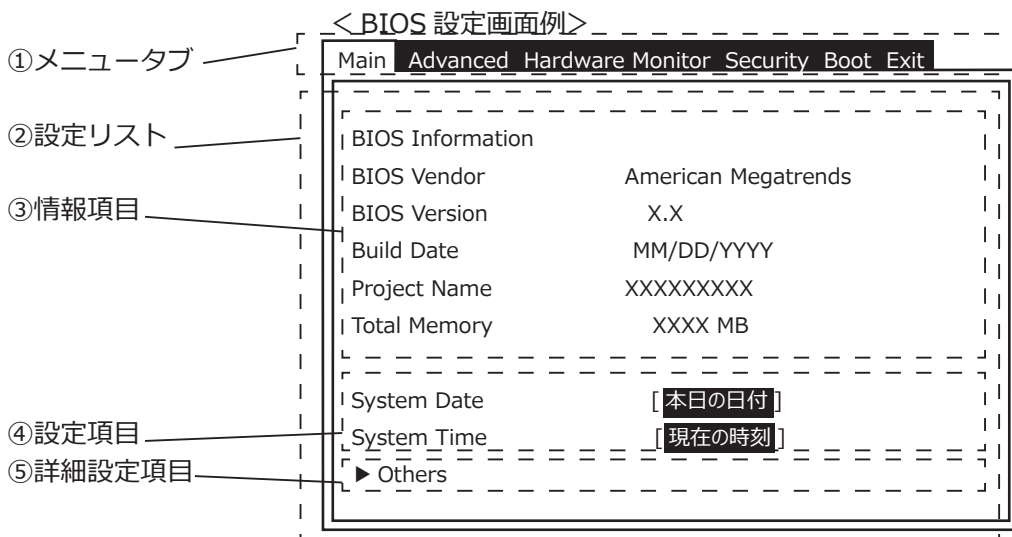 ＜BIOS 設定画面例＞
①メニュータブ
Main Advanced Hardware Monitor Security Boot Exit
②設定リスト
BIOS Information
BIOS Vendor American Megatrends
③情報項目
BIOS Version X.X
Build Date MM/DD/YYYY
Project Name XXXXXXXXX
Total Memory XXXX MB
System Date [本日の日付]
④設定項目
System Time [現在の時刻]
⑤詳細設定項目
▶ Others